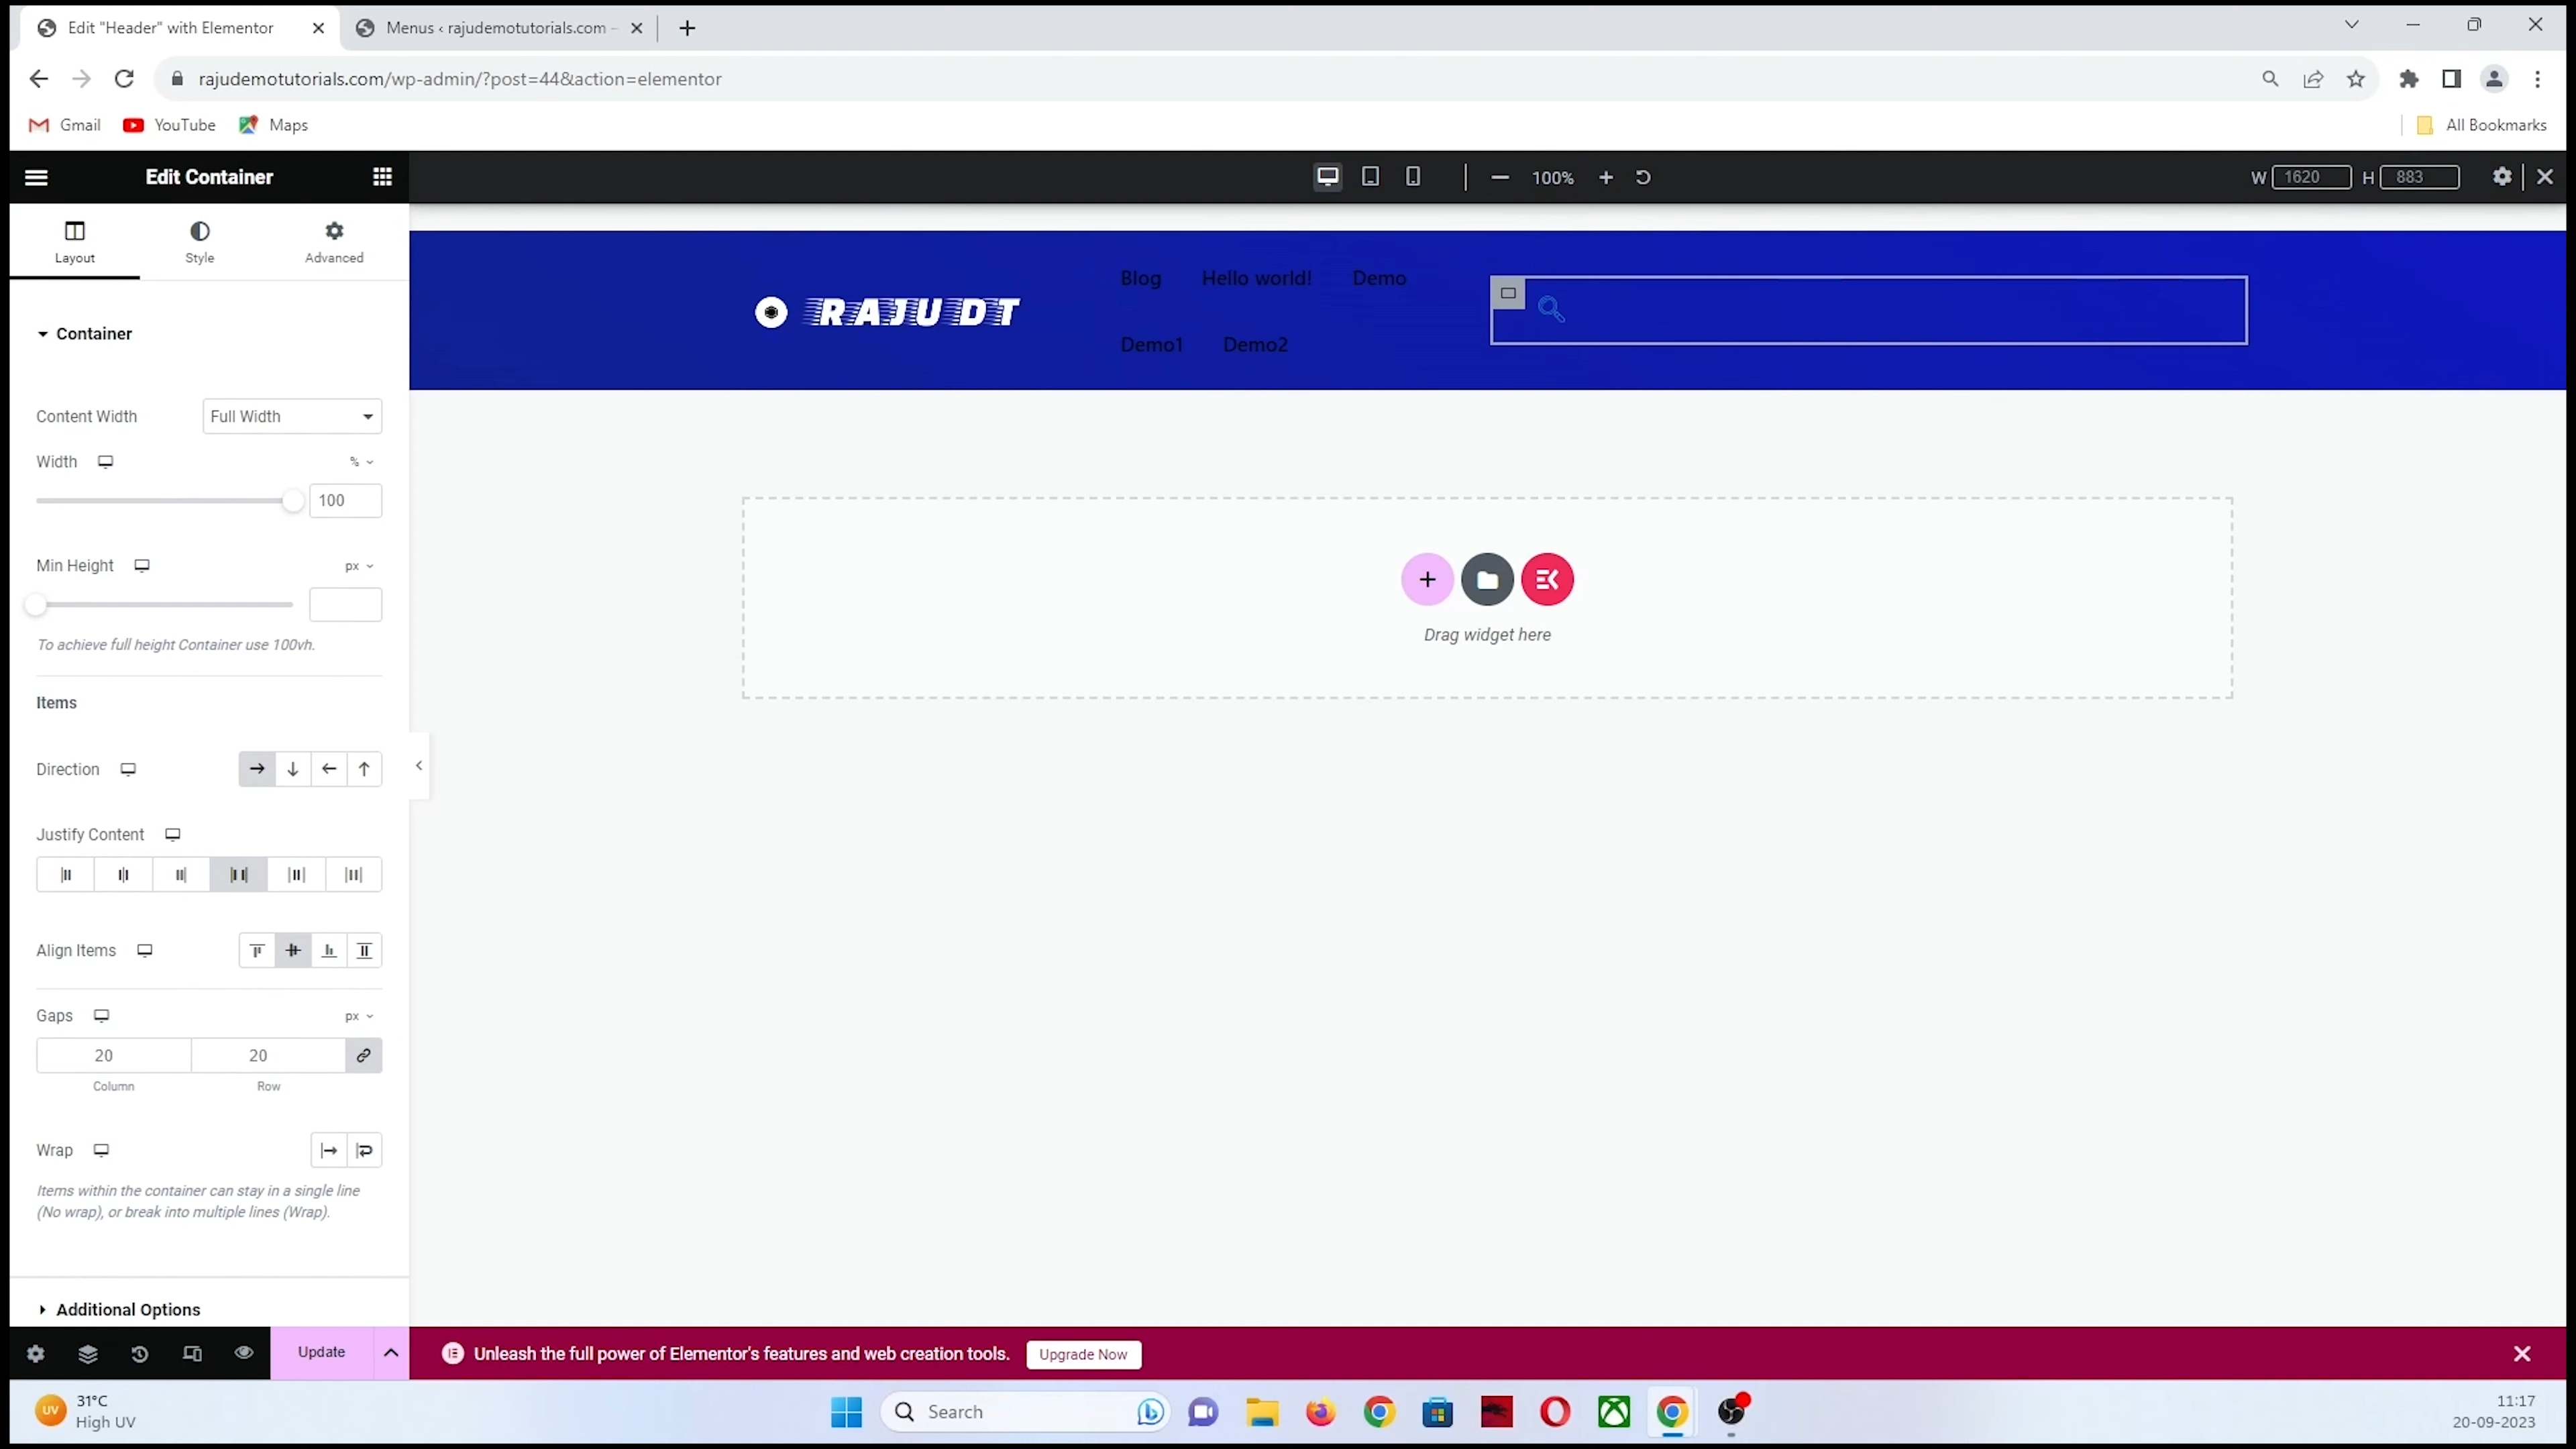 Edit "Header" with Elementor
Menus ‹ rajudemotutorials.com –
rajudemotutorials.com/wp-admin/?post=44&action=elementor
Gmail YouTube Maps
All Bookmarks
Edit Container
100%
W 1620 H 883
Layout Style Advanced
Container
Content Width Full Width
Width %
100
Min Height px
To achieve full height Container use 100vh.
Items
Direction
Justify Content
Align Items
Gaps px
20 20
Column Row
Wrap
Items within the container can stay in a single line
(No wrap), or break into multiple lines (Wrap).
Additional Options
Update
RAJU DT
Blog Hello world! Demo
Demo1 Demo2
Drag widget here
Unleash the full power of Elementor's features and web creation tools. Upgrade Now
UV
31°C
High UV
Search
11:17
20-09-2023